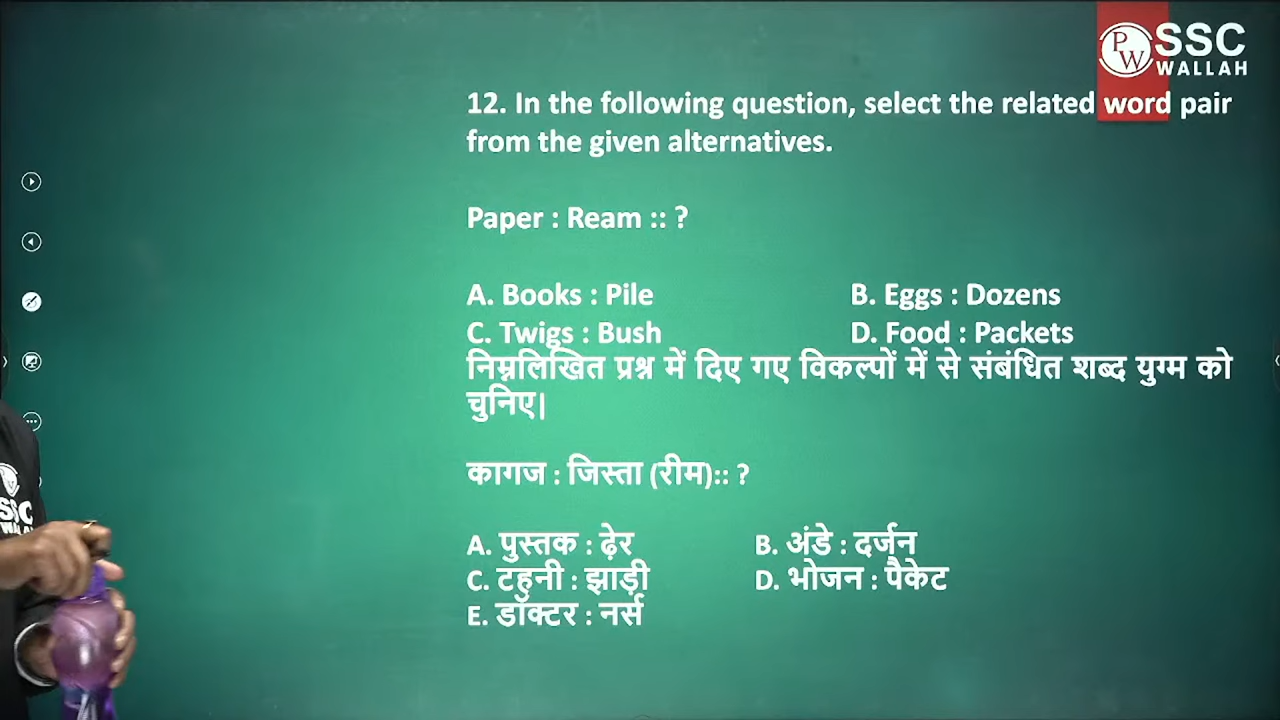 PW SSC
WALLAH
12. In the following question, select the related word pair
from the given alternatives.
Paper : Ream :: ?
A. Books : Pile B. Eggs : Dozens
C. Twigs : Bush D. Food : Packets
निम्नलिखित प्रश्न में दिए गए विकल्पों में से संबंधित शब्द युग्म को
चुनिए|
कागज : जिस्ता (रीम):: ?
A. पुस्तक : ढ़ेर B. अंडे : दर्जन
C. टहनी : झाड़ी D. भोजन : पैकेट
E. डॉक्टर : नर्स
SSC